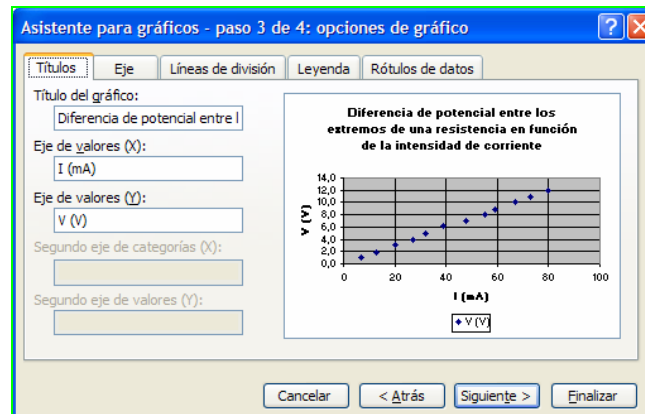 Asistente para gráficos - paso 3 de 4: opciones de gráfico
Títulos Eje Líneas de división Leyenda Rótulos de datos
Título del gráfico:
Diferencia de potencial entre l
Eje de valores (X):
I (mA)
Eje de valores (Y):
V (V)
Segundo eje de categorías (X):
Segundo eje de valores (Y):
Diferencia de potencial entre los
extremos de una resistencia en función
de la intensidad de corriente
V (V)
14,0
12,0
10,0
8,0
6,0
4,0
2,0
0,0
0 20 40 60 80 100
I (mA)
V (V)
Cancelar < Atrás Siguiente > Finalizar